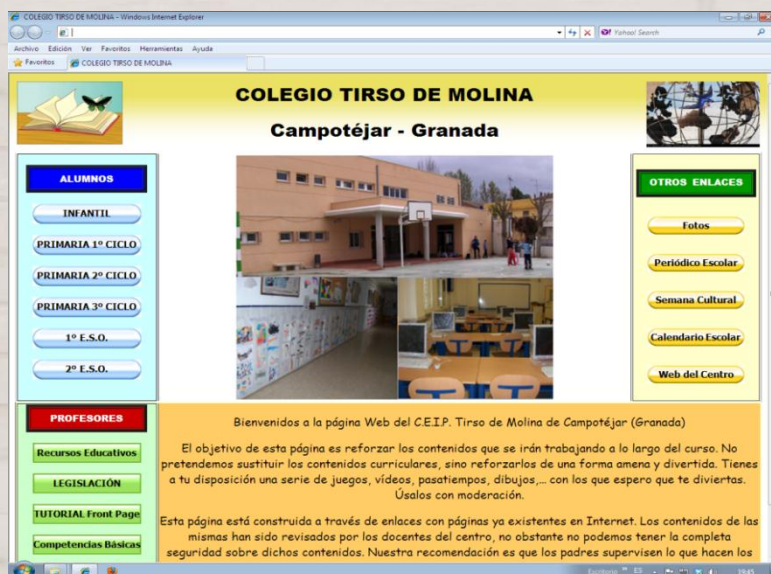 COLEGIO TIRSO DE MOLINA - Windows Internet Explorer
Yahoo! Search
Archivo Edición Ver Favoritos Herramientas Ayuda
Favoritos COLEGIO TIRSO DE MOLINA
COLEGIO TIRSO DE MOLINA
Campotéjar - Granada
ALUMNOS
INFANTIL
PRIMARIA 1º CICLO
PRIMARIA 2º CICLO
PRIMARIA 3º CICLO
1º E.S.O.
2º E.S.O.
OTROS ENLACES
Fotos
Periódico Escolar
Semana Cultural
Calendario Escolar
Web del Centro
PROFESORES
Recursos Educativos
LEGISLACIÓN
TUTORIAL Front Page
Competencias Básicas
Bienvenidos a la página Web del C.E.I.P. Tirso de Molina de Campotéjar (Granada)
El objetivo de esta página es reforzar los contenidos que se irán trabajando a lo largo del curso. No
pretendemos sustituir los contenidos curriculares, sino reforzarlos de una forma amena y divertida. Tienes
a tu disposición una serie de juegos, vídeos, pasatiempos, dibujos,... con los que espero que te diviertas.
Úsalos con moderación.
Esta página está construida a través de enlaces con páginas ya existentes en Internet. Los contenidos de las
mismas han sido revisados por los docentes del centro, no obstante no podemos tener la completa
seguridad sobre dichos contenidos. Nuestra recomendación es que los padres supervisen lo que hacen los
Escritorio ES 19:45